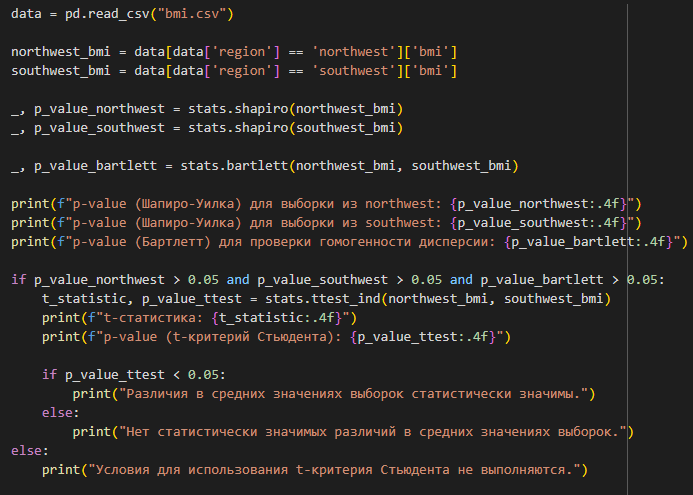 data = pd.read_csv("bmi.csv")
northwest_bmi = data[data['region'] == 'northwest']['bmi']
southwest_bmi = data[data['region'] == 'southwest']['bmi']
_, p_value_northwest = stats.shapiro(northwest_bmi)
_, p_value_southwest = stats.shapiro(southwest_bmi)
_, p_value_bartlett = stats.bartlett(northwest_bmi, southwest_bmi)
print(f"p-value (Шапиро-Уилка) для выборки из northwest: {p_value_northwest:.4f}")
print(f"p-value (Шапиро-Уилка) для выборки из southwest: {p_value_southwest:.4f}")
print(f"p-value (Бартлетт) для проверки гомогенности дисперсии: {p_value_bartlett:.4f}")
if p_value_northwest > 0.05 and p_value_southwest > 0.05 and p_value_bartlett > 0.05:
    t_statistic, p_value_ttest = stats.ttest_ind(northwest_bmi, southwest_bmi)
    print(f"t-статистика: {t_statistic:.4f}")
    print(f"p-value (t-критерий Стьюдента): {p_value_ttest:.4f}")
    if p_value_ttest < 0.05:
        print("Различия в средних значениях выборок статистически значимы.")
    else:
        print("Нет статистически значимых различий в средних значениях выборок.")
else:
    print("Условия для использования t-критерия Стьюдента не выполняются.")